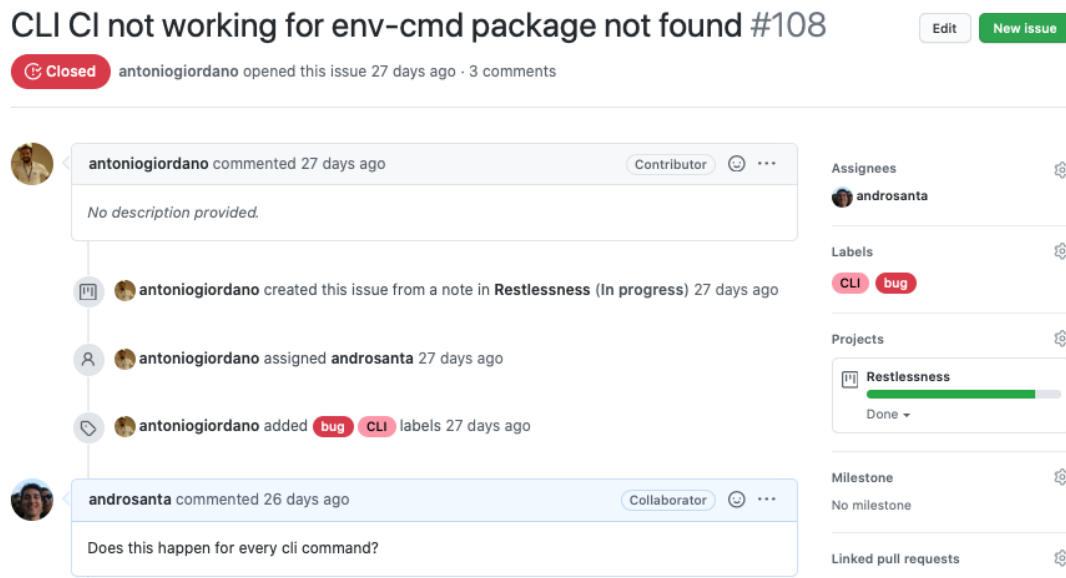 CLI CI not working for env-cmd package not found #108
Edit
New issue
Closed
antoniogiordano opened this issue 27 days ago · 3 comments
antoniogiordano commented 27 days ago
Contributor
No description provided.
antoniogiordano created this issue from a note in Restlessness (In progress) 27 days ago
antoniogiordano assigned androsanta 27 days ago
antoniogiordano added bug CLI labels 27 days ago
androsanta commented 26 days ago
Collaborator
Does this happen for every cli command?
Assignees
androsanta
Labels
CLI bug
Projects
Restlessness
Done
Milestone
No milestone
Linked pull requests